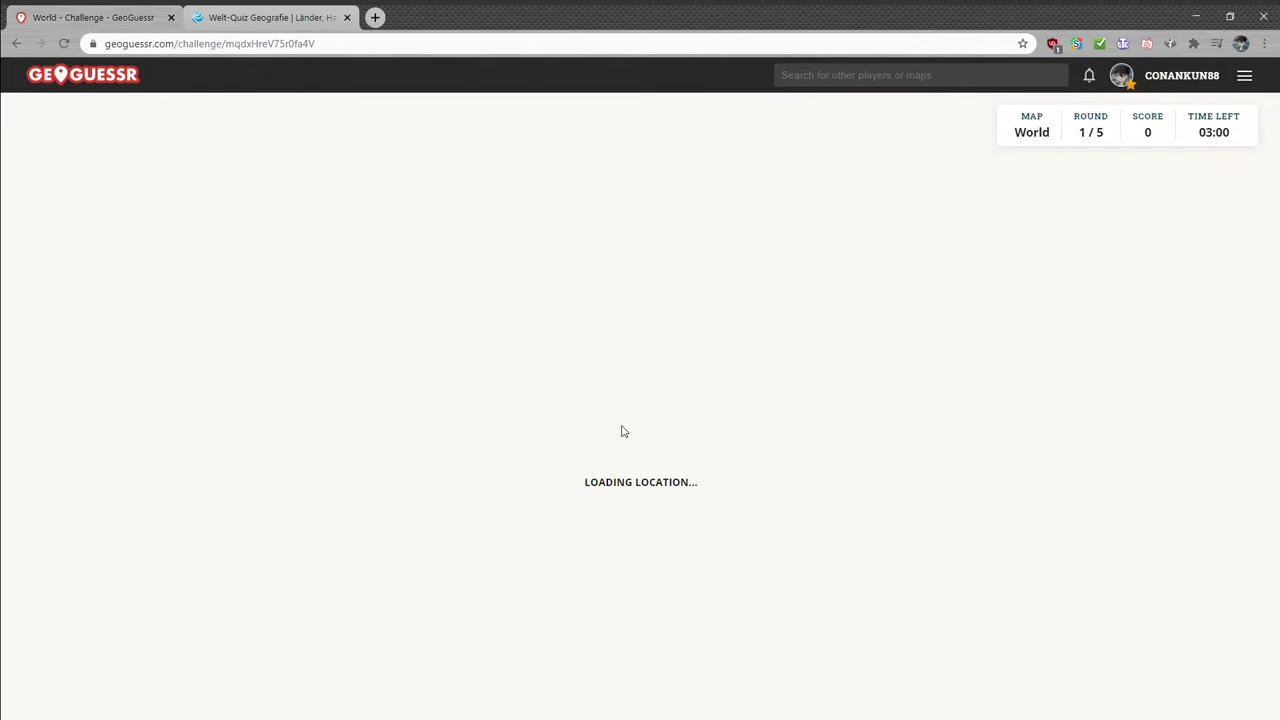 World - Challenge - GeoGuessr
Welt-Quiz Geografie | Länder, Ha
geoguessr.com/challenge/mqdxHreV75r0fa4V
1
GEOGUESSR
Search for other players or maps
CONANKUN88
MAP ROUND SCORE TIME LEFT
World 1 / 5 0 03:00
LOADING LOCATION...